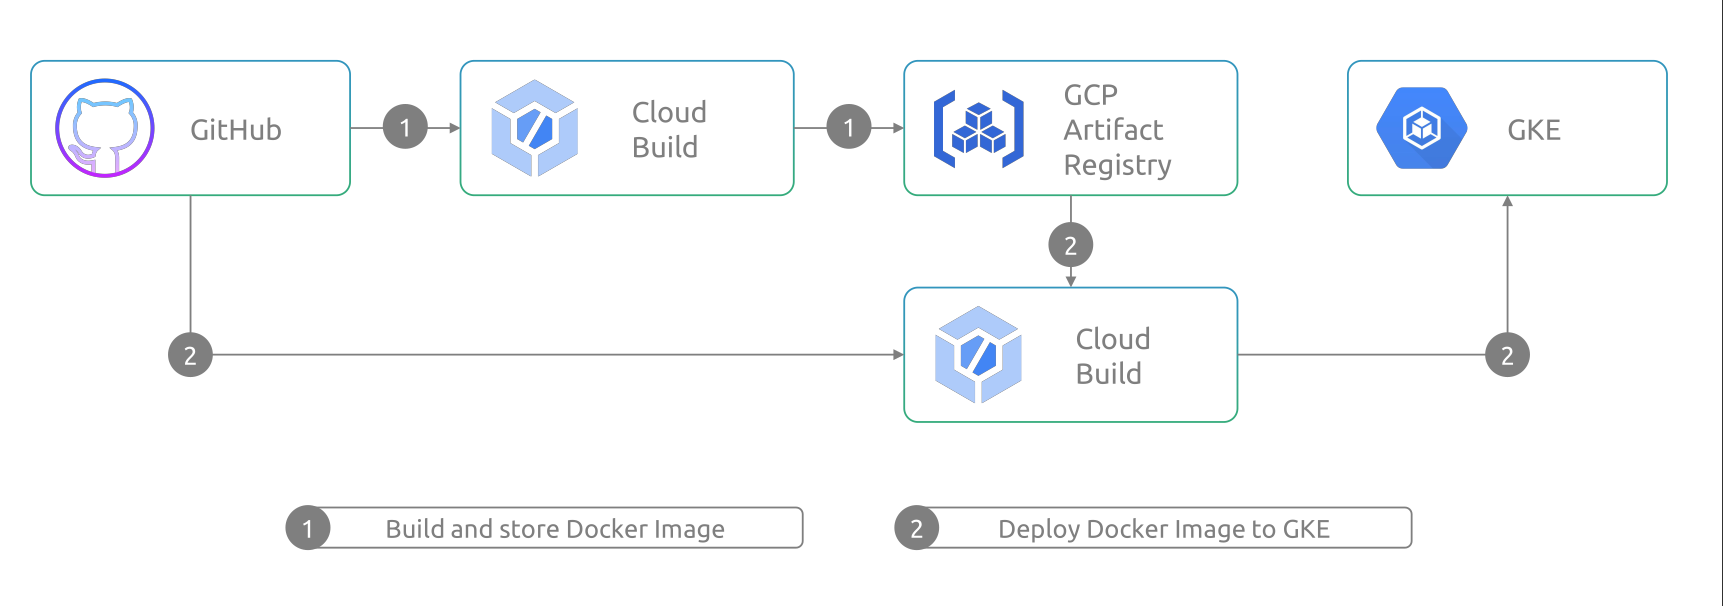 GitHub
1
Cloud
Build
1
GCP
Artifact
Registry
GKE
2
2
Cloud
Build
2
1 Build and store Docker Image
2 Deploy Docker Image to GKE